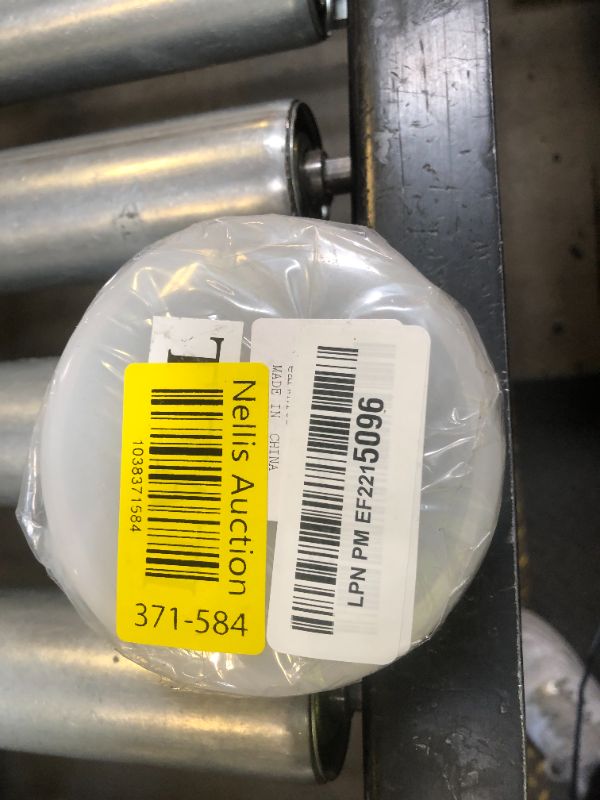 Nellis Auction
1038371584
371-584
MADE IN CHINA
LPN PM EF2215096